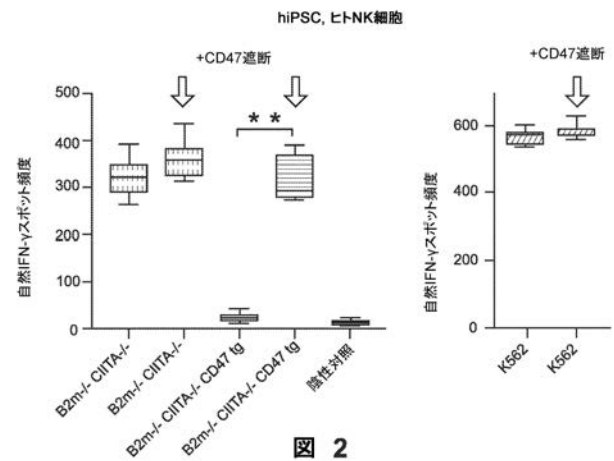 hiPSC, ヒトNK細胞
+CD47遮断
自然IFN-γスポット頻度
500
400
300
200
100
0
**
B2m-/- CIITA-/-
B2m-/- CIITA-/-
B2m-/- CIITA-/- CD47 tg
B2m-/- CIITA-/- CD47 tg
陰性対照
+CD47遮断
自然IFN-γスポット頻度
600
600
400
0
K562
K562
図 2